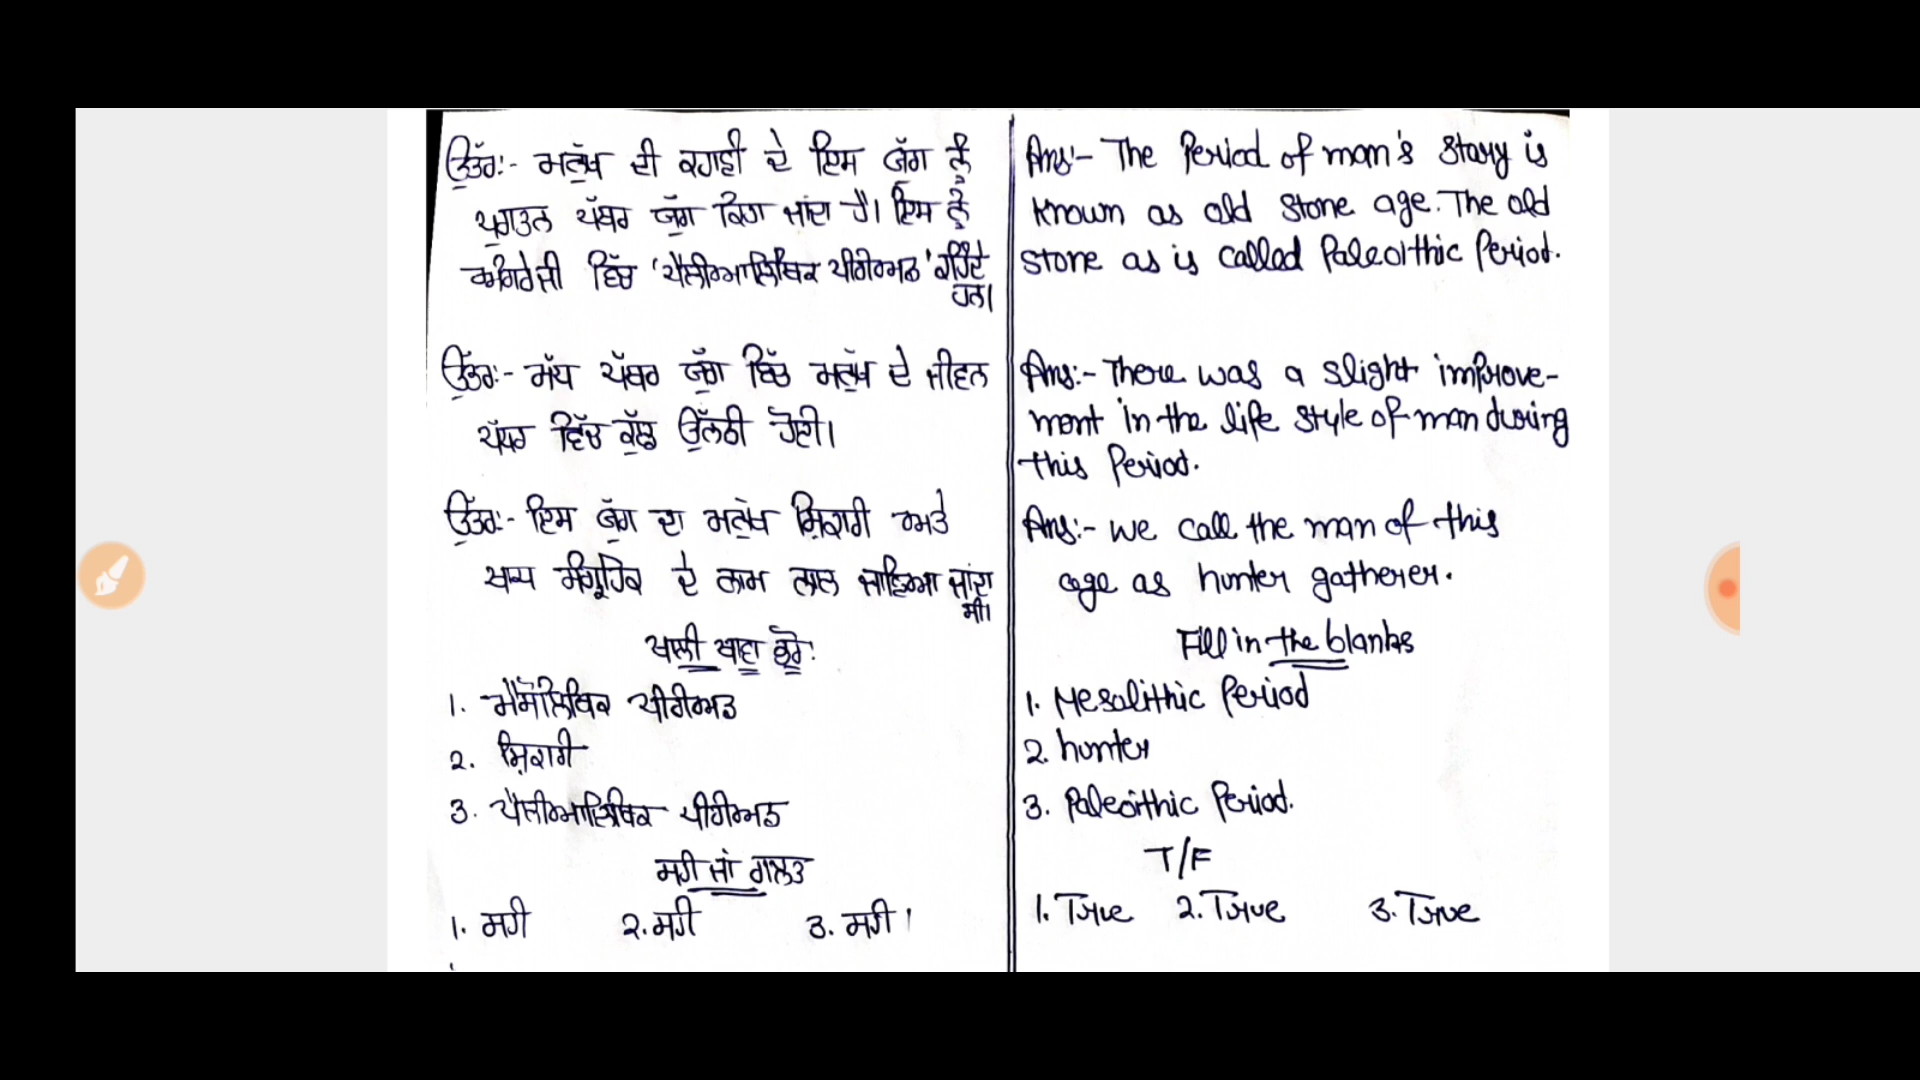 ਉੱਤਰ:- ਮਨੁੱਖ ਦੀ ਕਹਾਣੀ ਦੇ ਇਸ ਯੁੱਗ ਨੂੰ
ਪੁਰਾਤਨ ਪੱਥਰ ਯੁੱਗ ਕਿਹਾ ਜਾਂਦਾ ਹੈ। ਇਸ ਨੂੰ
ਅੰਗਰੇਜ਼ੀ ਵਿੱਚ 'ਪੈਲੀਆਲਿਥਿਕ ਪੀਰੀਅਡ' ਕਹਿੰਦੇ
ਹਨ।
ਉੱਤਰ:- ਮੱਧ ਪੱਥਰ ਯੁੱਗ ਵਿੱਚ ਮਨੁੱਖ ਦੇ ਜੀਵਨ
ਪੱਧਰ ਵਿੱਚ ਕੁੱਛ ਉੱਨਤੀ ਹੋਈ।
ਉੱਤਰ:- ਇਸ ਯੁੱਗ ਦਾ ਮਨੁੱਖ ਸ਼ਿਕਾਰੀ ਅਤੇ
ਖਾਦ ਸੰਗ੍ਰਹਿਕ ਦੇ ਨਾਮ ਨਾਲ ਜਾਣਿਆ ਜਾਂਦਾ
ਸੀ।
ਖਾਲੀ ਥਾਵਾਂ ਭਰੋ:
1. ਮੈਸੋਲਿਥਿਕ ਪੀਰੀਅਡ
2. ਸ਼ਿਕਾਰੀ
3. ਪੈਲੀਆਲਿਥਿਕ ਪੀਰੀਅਡ
ਸਹੀ ਜਾਂ ਗਲਤ
1. ਸਹੀ 2. ਸਹੀ 3. ਸਹੀ।
Ans:- The Period of man's story is
known as old stone age. The old
stone as is called Paleoithic Period.
Ans:- There was a slight improve-
ment in the life style of man during
this Period.
Ans:- We call the man of this
age as hunter gatherer.
Fill in the blanks
1. Mesolithic Period
2. hunter
3. Paleoithic Period.
T/F
1. True 2. True 3. True